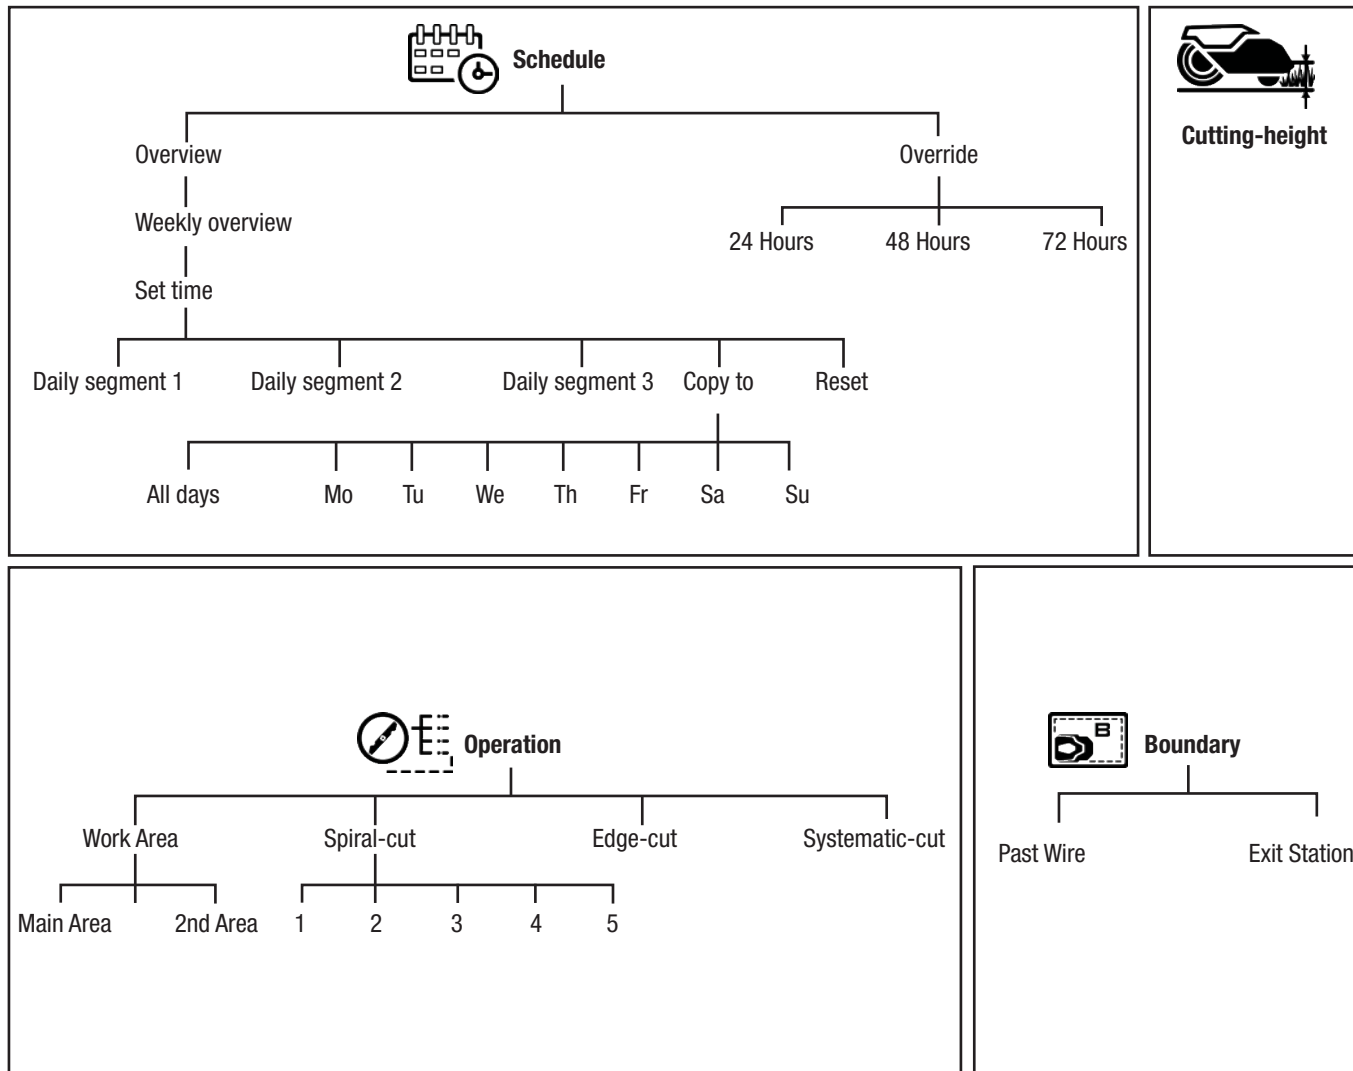 Schedule
Overview
Override
Weekly overview
24 Hours
48 Hours
72 Hours
Set time
Daily segment 1
Daily segment 2
Daily segment 3
Copy to
Reset
All days
Mo
Tu
We
Th
Fr
Sa
Su
Cutting-height
Operation
Work Area
Spiral-cut
Edge-cut
Systematic-cut
Main Area
2nd Area
1
2
3
4
5
B
Boundary
Past Wire
Exit Station